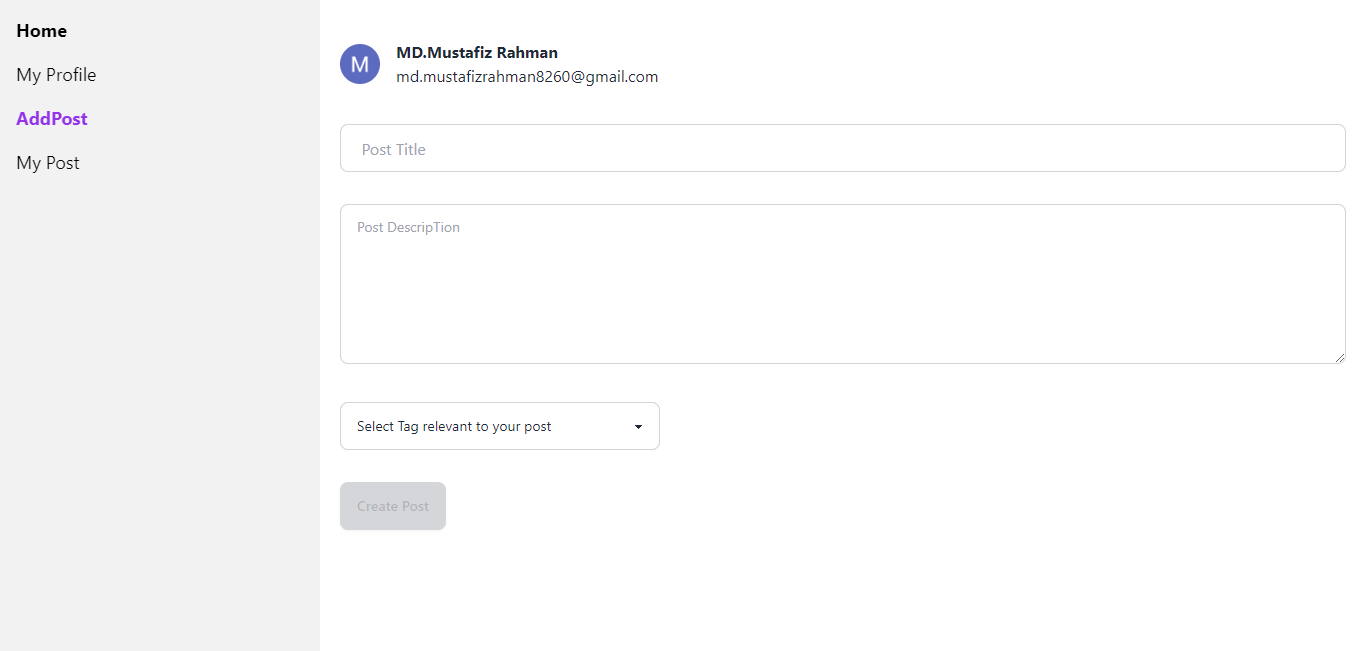 Home
My Profile
AddPost
My Post
M
MD.Mustafiz Rahman
md.mustafizrahman8260@gmail.com
Post Title
Post DescripTion
Select Tag relevant to your post
Create Post